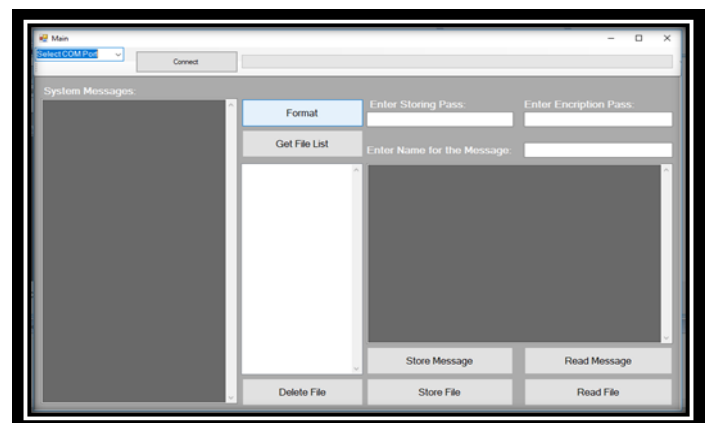 Main
Select COM Port
Connect
System Messages:
Format
Enter Storing Pass:
Enter Encription Pass:
Get File List
Enter Name for the Message:
Store Message
Read Message
Delete File
Store File
Read File